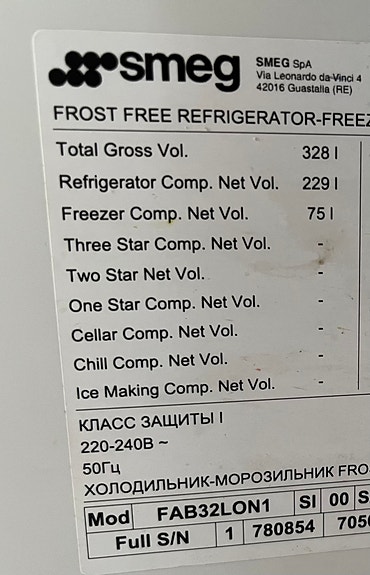 smeg
SMEG SpA
Via Leonardo da Vinci 4
42016 Guastalla (RE)
FROST FREE REFRIGERATOR-FREEZ
Total Gross Vol. 328 l
Refrigerator Comp. Net Vol. 229 l
Freezer Comp. Net Vol. 75 l
Three Star Comp. Net Vol. -
Two Star Net Vol. -
One Star Comp. Net Vol. -
Cellar Comp. Net Vol. -
Chill Comp. Net Vol. -
Ice Making Comp. Net Vol. -
КЛАСС ЗАЩИТЫ I
220-240В ~
50Гц
ХОЛОДИЛЬНИК-МОРОЗИЛЬНИК FRO
Mod FAB32LON1 SI 00 S
Full S/N 1 780854 705